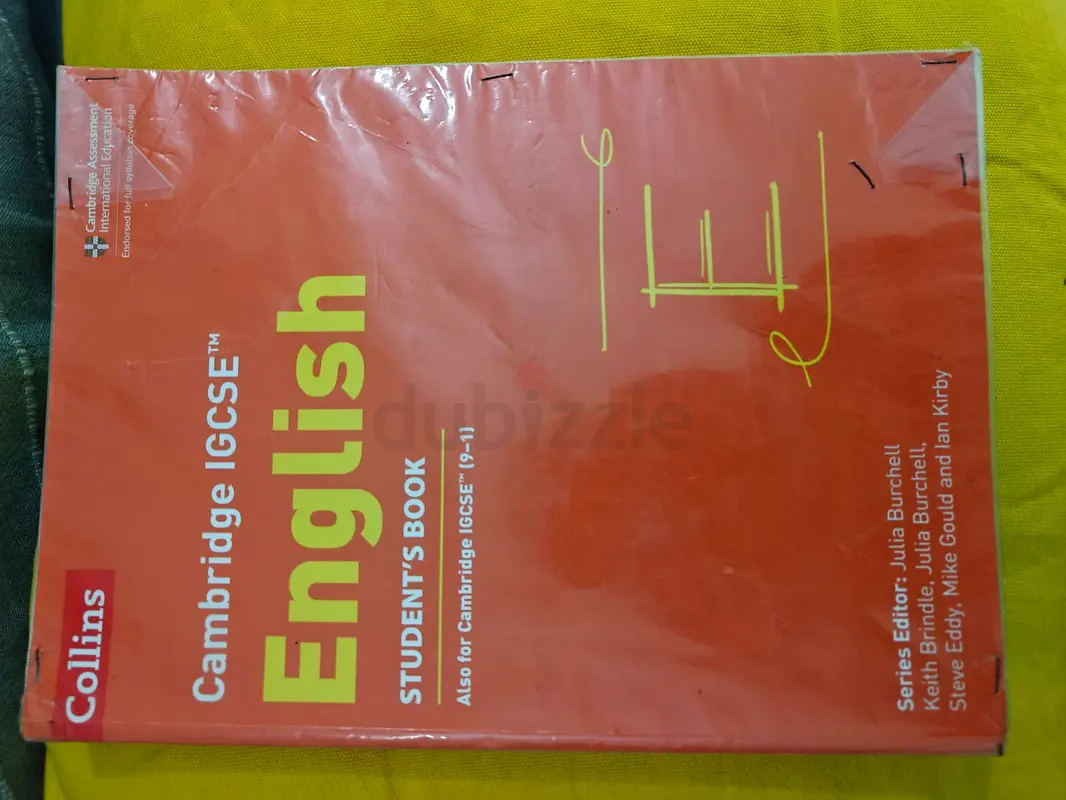 Collins
Cambridge Assessment
International Education
Endorsed for full syllabus coverage
Cambridge IGCSE™
English
STUDENT'S BOOK
Also for Cambridge IGCSE™ (9–1)
E
Series Editor: Julia Burchell
Keith Brindle, Julia Burchell,
Steve Eddy, Mike Gould and Ian Kirby
dubizzle